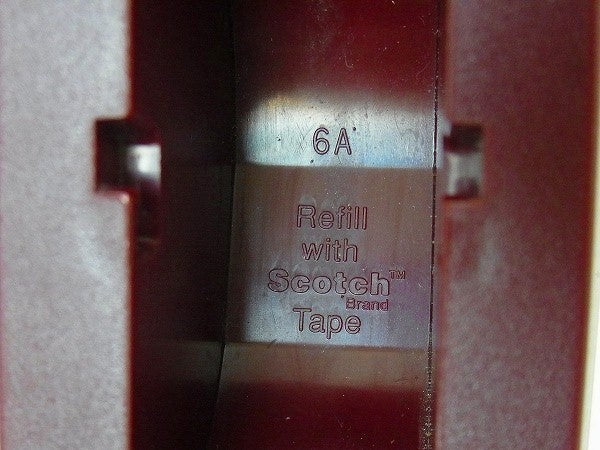 6A
Refill
with
Scotch™
Brand
Tape